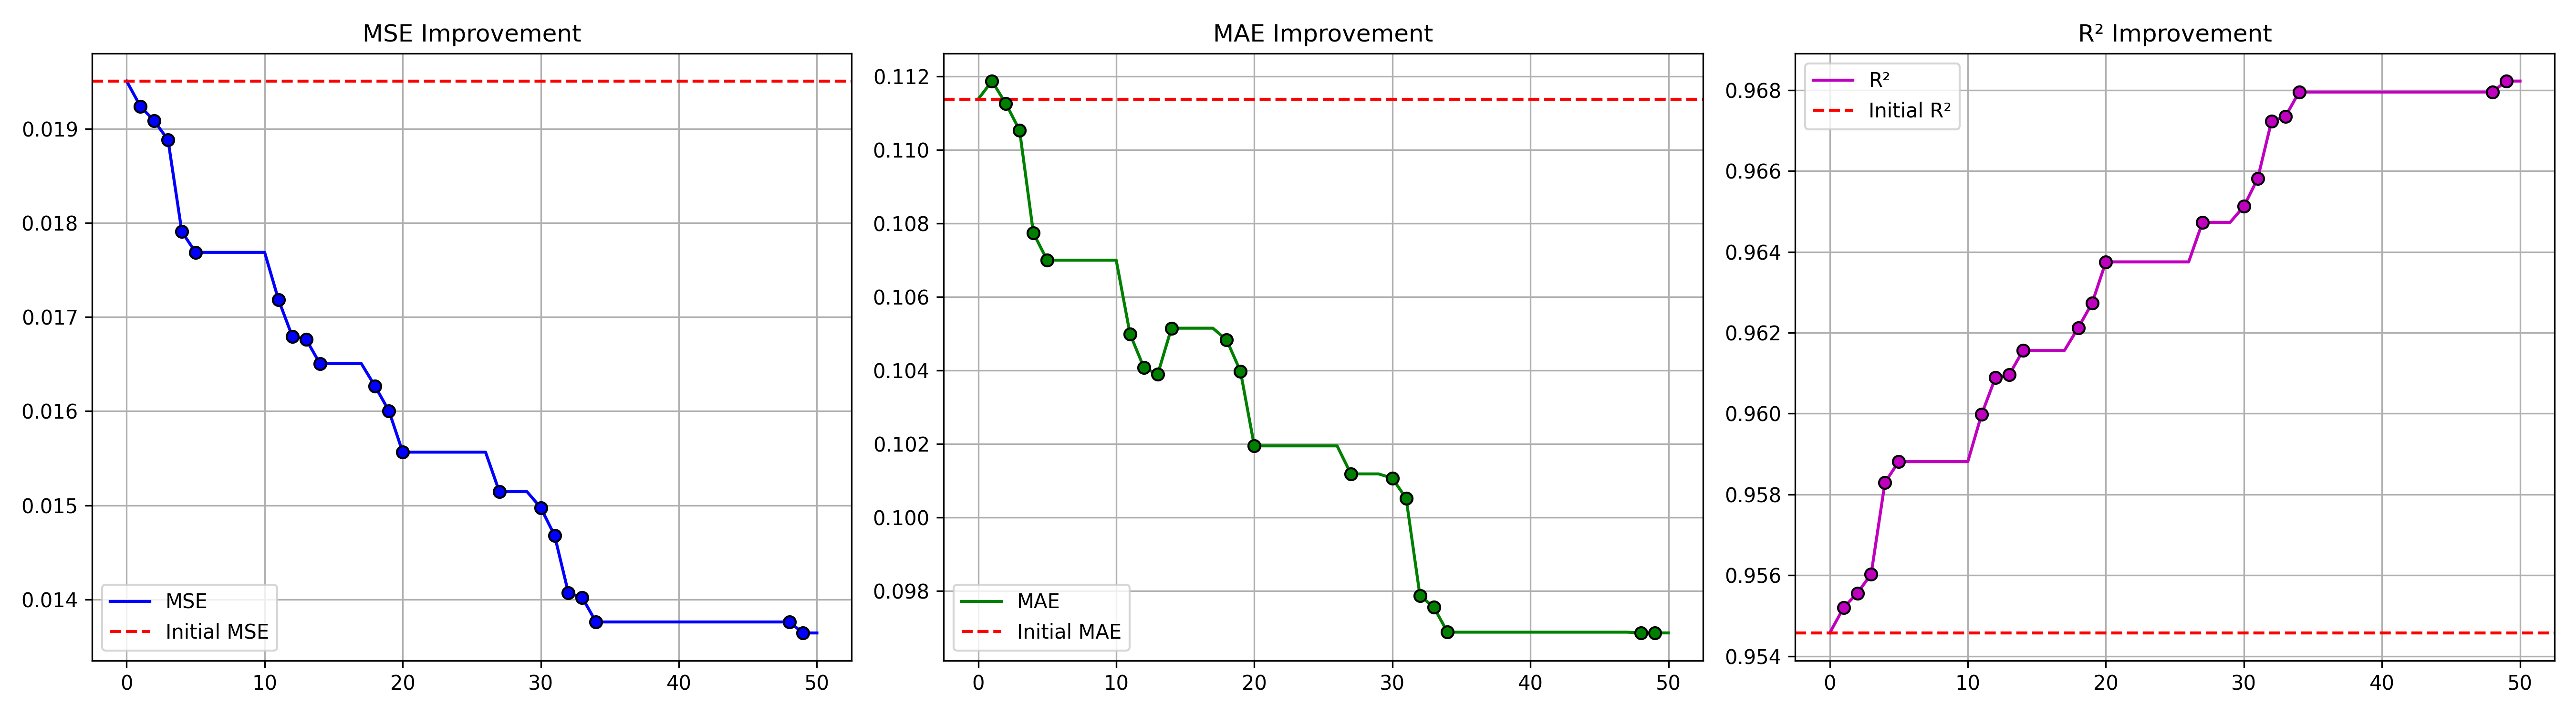 MSE Improvement
0.019
0.018
0.017
0.016
0.015
0.014
MSE
Initial MSE
0 10 20 30 40 50
MAE Improvement
0.112
0.110
0.108
0.106
0.104
0.102
0.100
0.098
MAE
Initial MAE
0 10 20 30 40 50
R² Improvement
R²
Initial R²
0.968
0.966
0.964
0.962
0.960
0.958
0.956
0.954
0 10 20 30 40 50